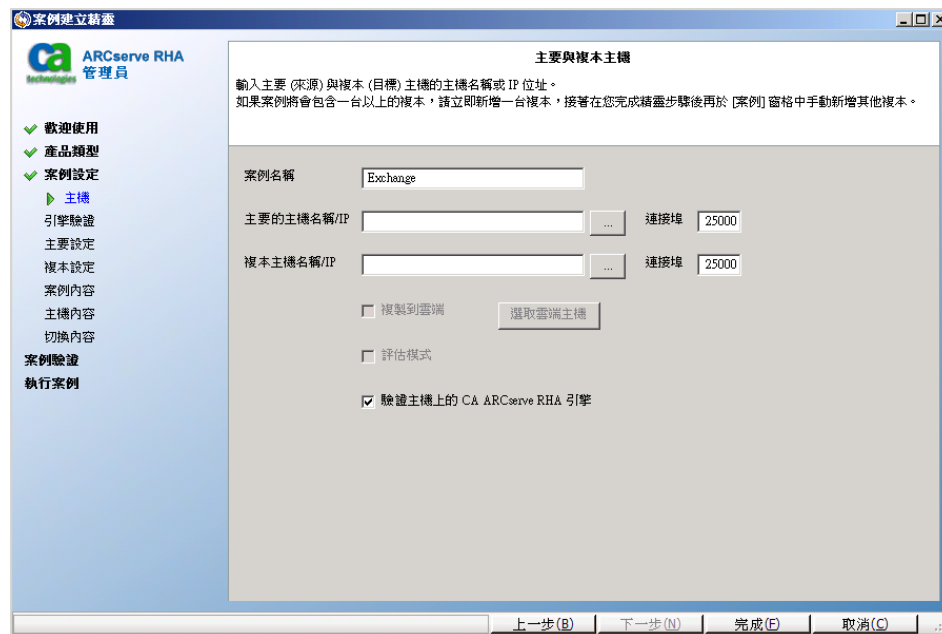 案例建立精靈
ca
technologies
ARCserve RHA
管理員
歡迎使用
產品類型
案例設定
主機
引擎驗證
主要設定
複本設定
案例內容
主機內容
切換內容
案例驗證
執行案例
主要與複本主機
輸入主要 (來源) 與複本 (目標) 主機的主機名稱或 IP 位址。
如果案例將會包含一台以上的複本，請立即新增一台複本，接著在您完成精靈步驟後再於 [案例] 窗格中手動新增其他複本。
案例名稱 Exchange
主要的主機名稱/IP ... 連接埠 25000
複本主機名稱/IP ... 連接埠 25000
複製到雲端 選取雲端主機
評估模式
驗證主機上的 CA ARCserve RHA 引擎
上一步(B) 下一步(N) 完成(F) 取消(C)